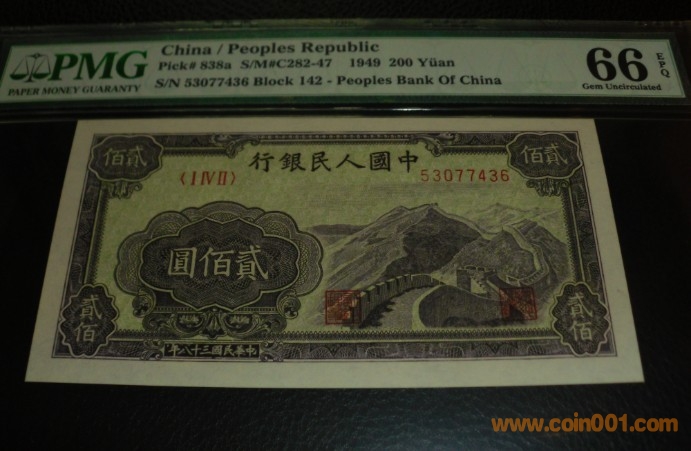 PMG
PAPER MONEY GUARANTY
China / Peoples Republic
Pick# 838a S/M#C282-47 1949 200 Yüan
S/N 53077436 Block 142 - Peoples Bank Of China
66 EPQ
Gem Uncirculated
佰貳
行銀民人國中
佰貳
〈I IV II〉
53077436
圓佰貳
貳佰
貳佰
年八十三國民華中
www.coin001.com